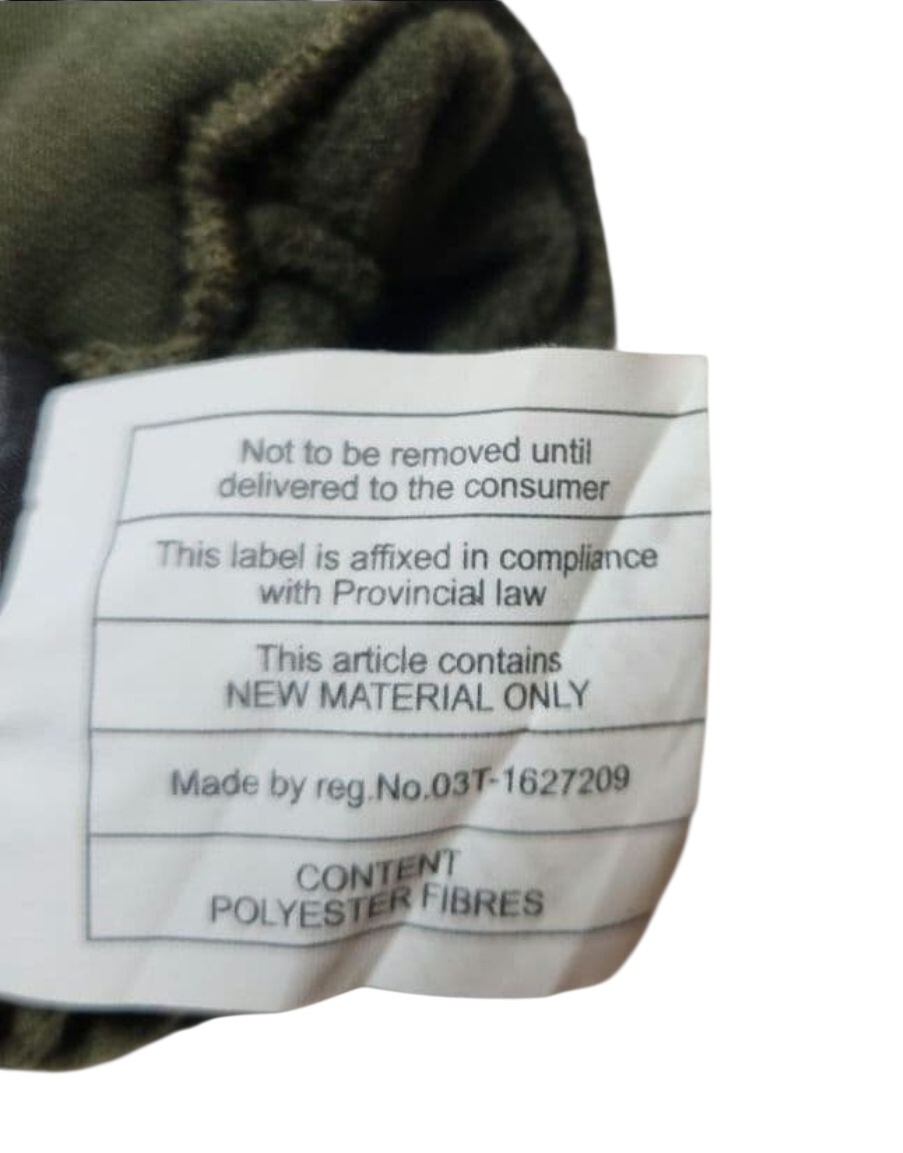 Not to be removed until
delivered to the consumer
This label is affixed in compliance
with Provincial law
This article contains
NEW MATERIAL ONLY
Made by reg.No.03T-1627209
CONTENT
POLYESTER FIBRES